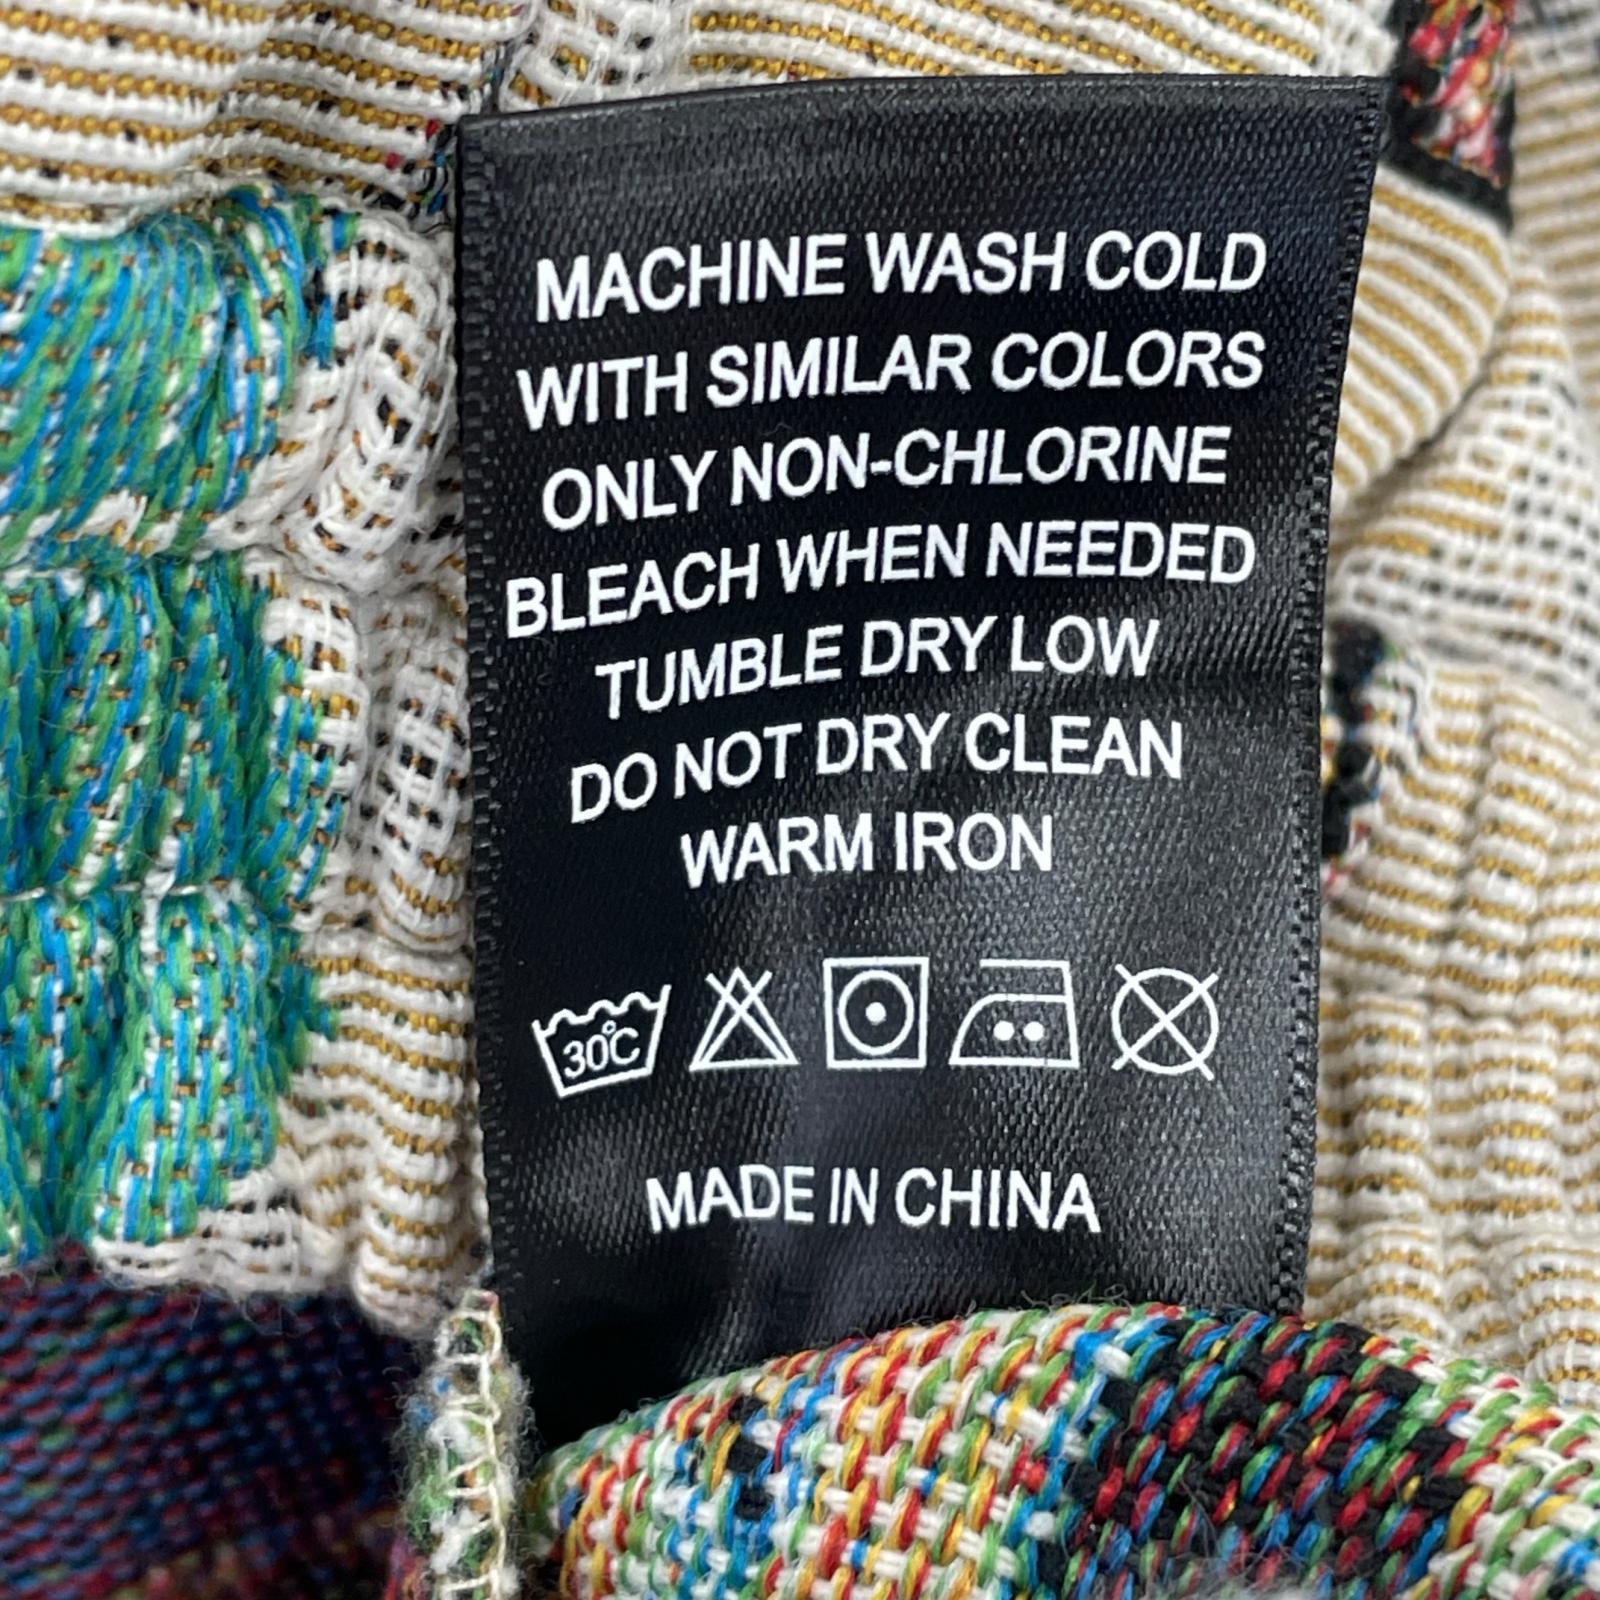 MACHINE WASH COLD
WITH SIMILAR COLORS
ONLY NON-CHLORINE
BLEACH WHEN NEEDED
TUMBLE DRY LOW
DO NOT DRY CLEAN
WARM IRON
30°C
MADE IN CHINA